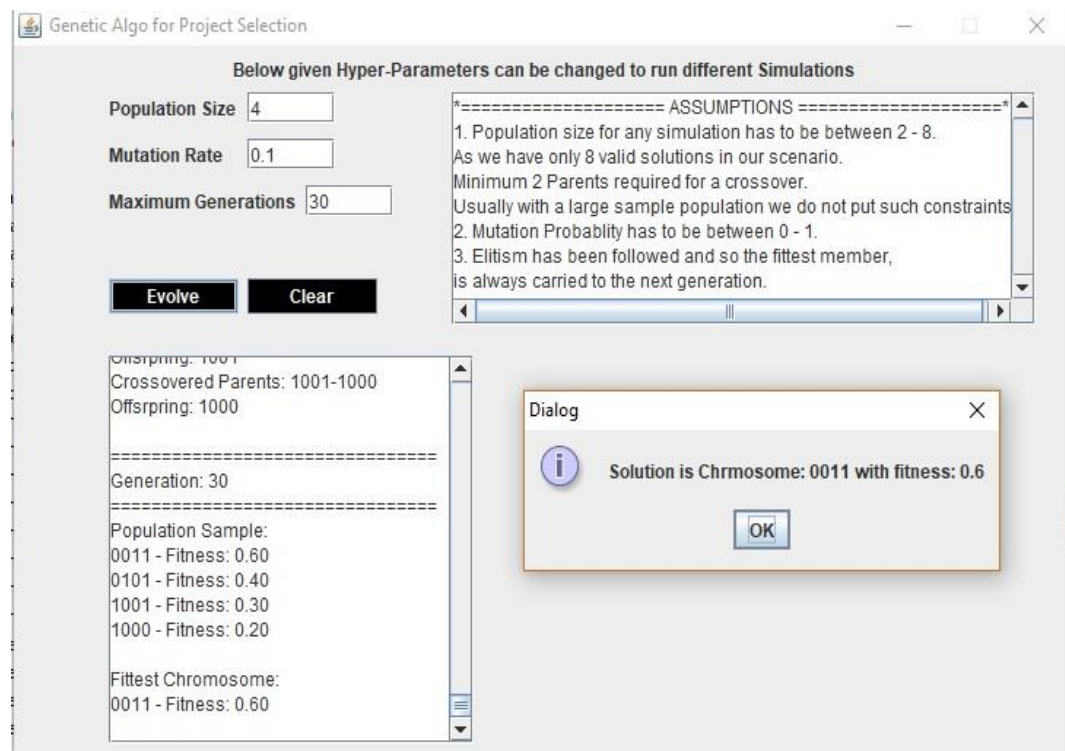 Genetic Algo for Project Selection
Below given Hyper-Parameters can be changed to run different Simulations
Population Size 4
Mutation Rate 0.1
Maximum Generations 30
Evolve Clear
*==================== ASSUMPTIONS ====================*
1. Population size for any simulation has to be between 2 - 8.
As we have only 8 valid solutions in our scenario.
Minimum 2 Parents required for a crossover.
Usually with a large sample population we do not put such constraints
2. Mutation Probablity has to be between 0 - 1.
3. Elitism has been followed and so the fittest member,
is always carried to the next generation.
Offsrpring: 1001
Crossovered Parents: 1001-1000
Offsrpring: 1000
================================
Generation: 30
================================
Population Sample:
0011 - Fitness: 0.60
0101 - Fitness: 0.40
1001 - Fitness: 0.30
1000 - Fitness: 0.20
Fittest Chromosome:
0011 - Fitness: 0.60
Dialog
Solution is Chrmosome: 0011 with fitness: 0.6
OK